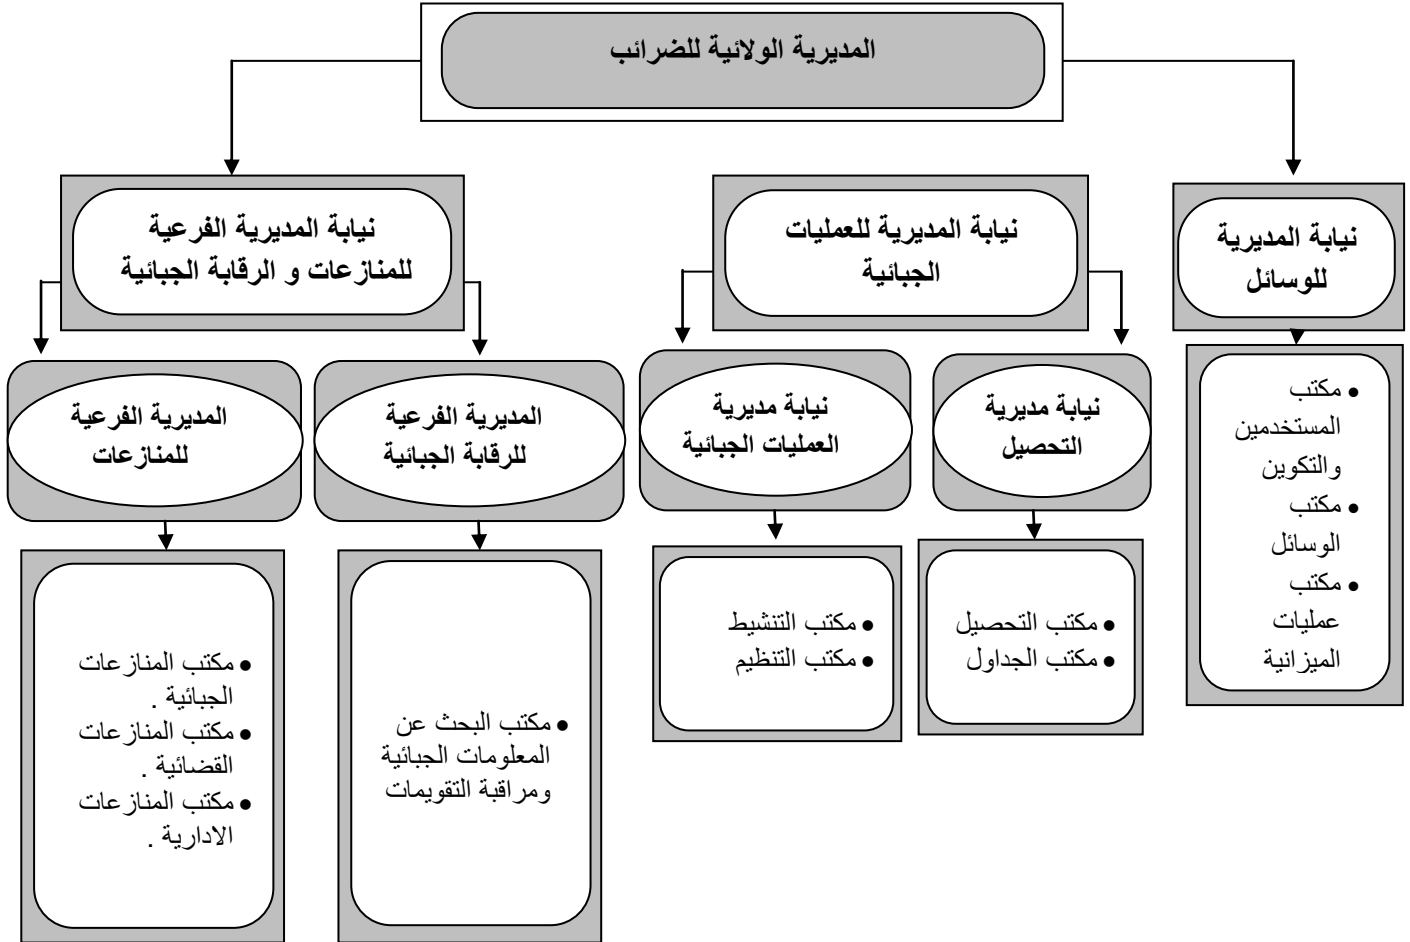 المديرية الولائية للضرائب
نيابة المديرية
للوسائل
نيابة المديرية للعمليات
الجبائية
نيابة المديرية الفرعية
للمنازعات و الرقابة الجبائية
نيابة مديرية
التحصيل
نيابة مديرية
العمليات الجبائية
المديرية الفرعية
للرقابة الجبائية
المديرية الفرعية
للمنازعات
• مكتب
المستخدمين
والتكوين
• مكتب
الوسائل
• مكتب
عمليات
الميزانية
• مكتب التحصيل
• مكتب الجداول
• مكتب التنشيط
• مكتب التنظيم
• مكتب البحث عن
المعلومات الجبائية
ومراقبة التقويمات
• مكتب المنازعات
الجبائية .
• مكتب المنازعات
القضائية .
• مكتب المنازعات
الادارية .